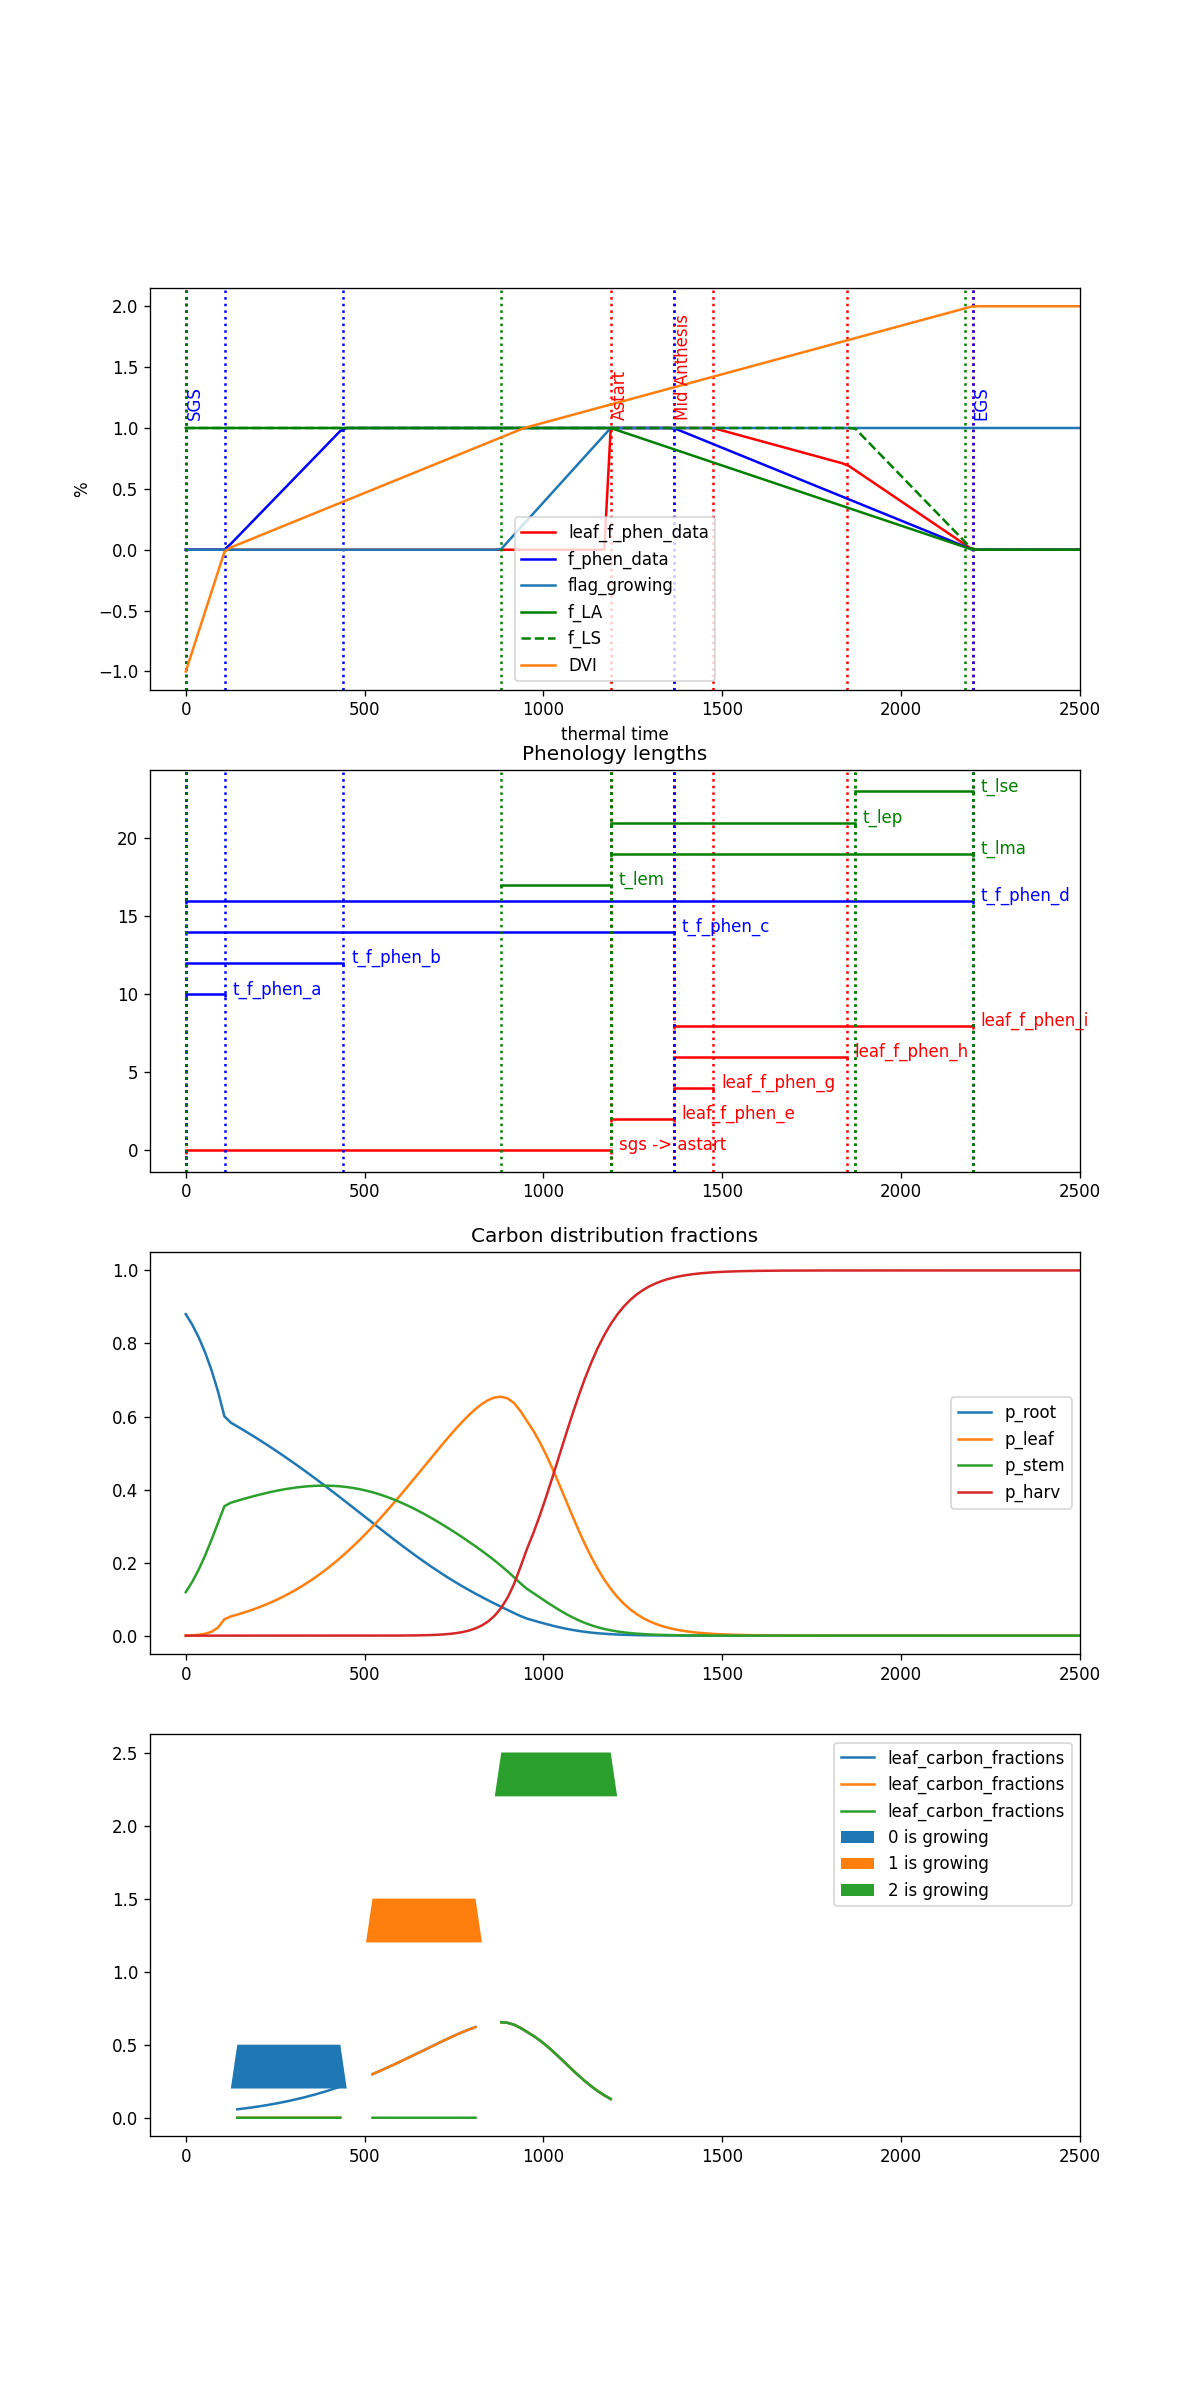 2.0
1.5
1.0
0.5
0.0
−0.5
−1.0
%
SGS
Astart
Mid Anthesis
EGS
leaf_f_phen_data
f_phen_data
flag_growing
f_LA
f_LS
DVI
0 500 1000 1500 2000 2500
thermal time
Phenology lengths
t_lse
t_lep
t_lma
t_lem
t_f_phen_d
t_f_phen_c
t_f_phen_b
t_f_phen_a
leaf_f_phen_i
leaf_f_phen_h
leaf_f_phen_g
leaf_f_phen_e
sgs -> astart
20
15
10
5
0
0 500 1000 1500 2000 2500
Carbon distribution fractions
1.0
0.8
0.6
0.4
0.2
0.0
p_root
p_leaf
p_stem
p_harv
0 500 1000 1500 2000 2500
2.5
2.0
1.5
1.0
0.5
0.0
leaf_carbon_fractions
leaf_carbon_fractions
leaf_carbon_fractions
0 is growing
1 is growing
2 is growing
0 500 1000 1500 2000 2500